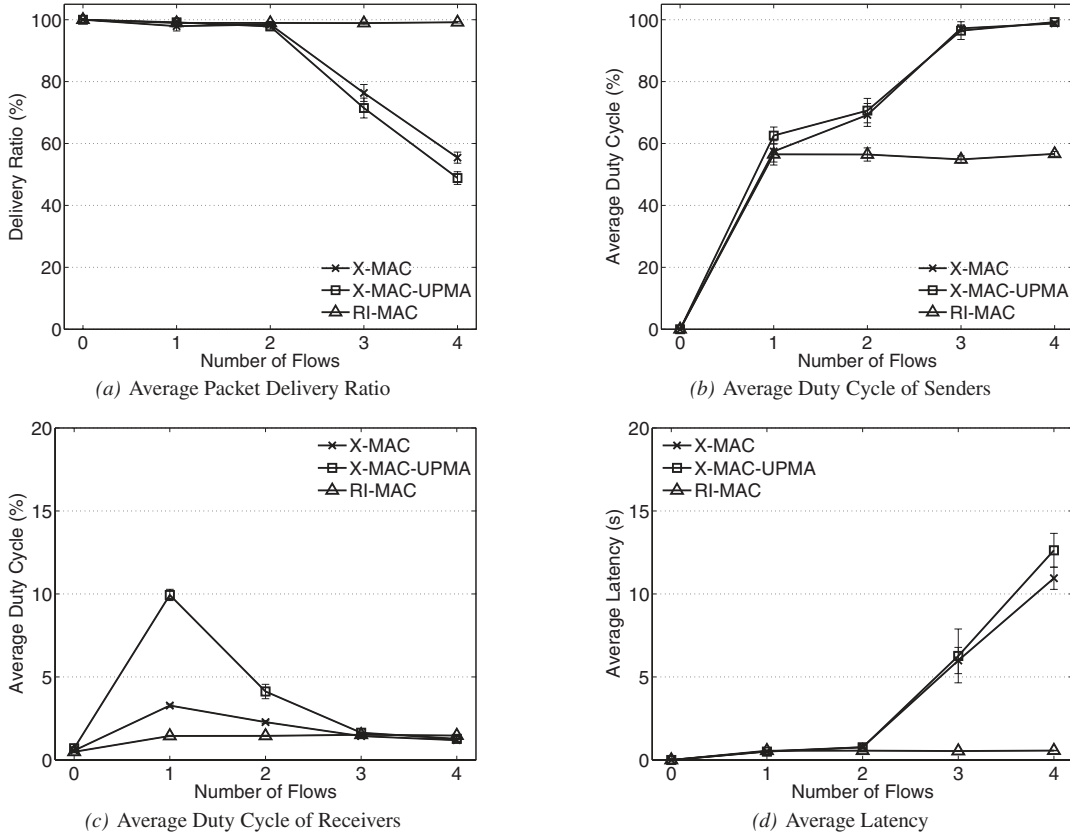 100
80
60
40
20
0
Delivery Ratio (%)
X-MAC
X-MAC-UPMA
RI-MAC
0 1 2 3 4
Number of Flows
(a) Average Packet Delivery Ratio
100
80
60
40
20
0
Average Duty Cycle (%)
X-MAC
X-MAC-UPMA
RI-MAC
0 1 2 3 4
Number of Flows
(b) Average Duty Cycle of Senders
20
15
10
5
0
Average Duty Cycle (%)
X-MAC
X-MAC-UPMA
RI-MAC
0 1 2 3 4
Number of Flows
(c) Average Duty Cycle of Receivers
20
15
10
5
0
Average Latency (s)
X-MAC
X-MAC-UPMA
RI-MAC
0 1 2 3 4
Number of Flows
(d) Average Latency